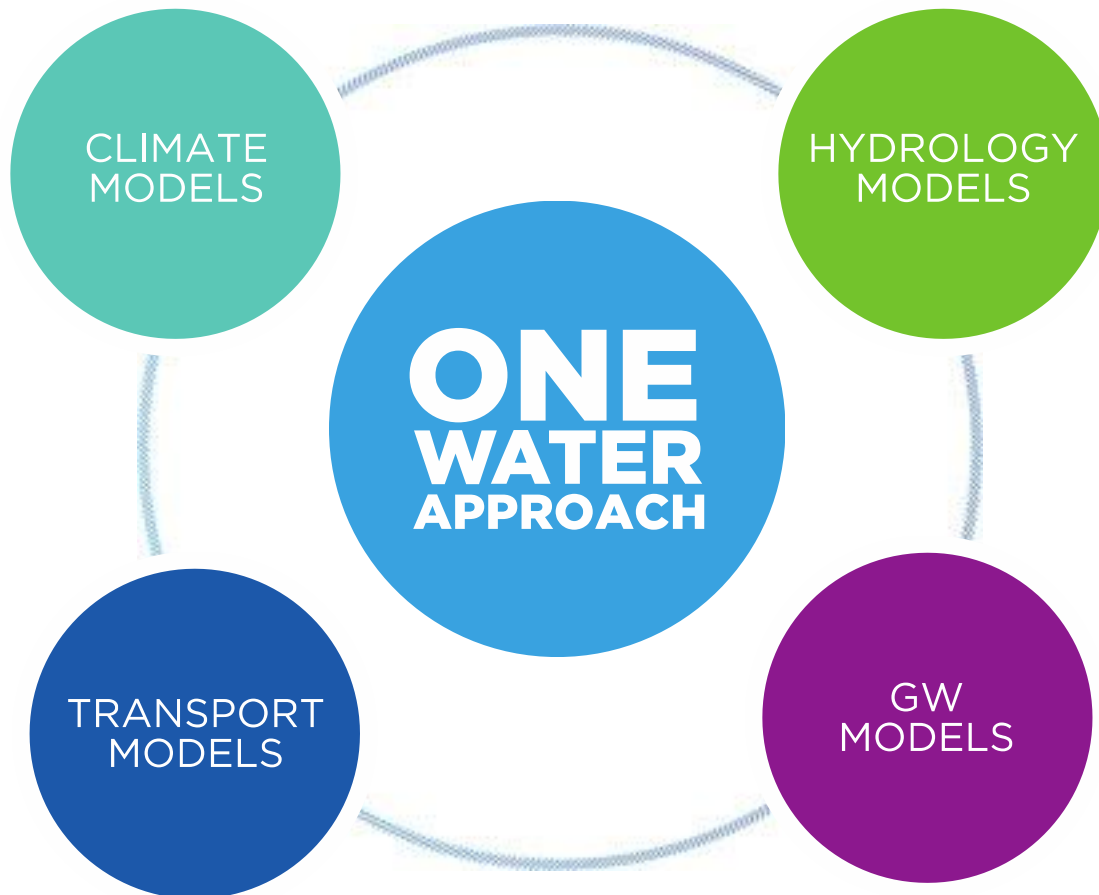 CLIMATE
MODELS
HYDROLOGY
MODELS
ONE
WATER
APPROACH
TRANSPORT
MODELS
GW
MODELS